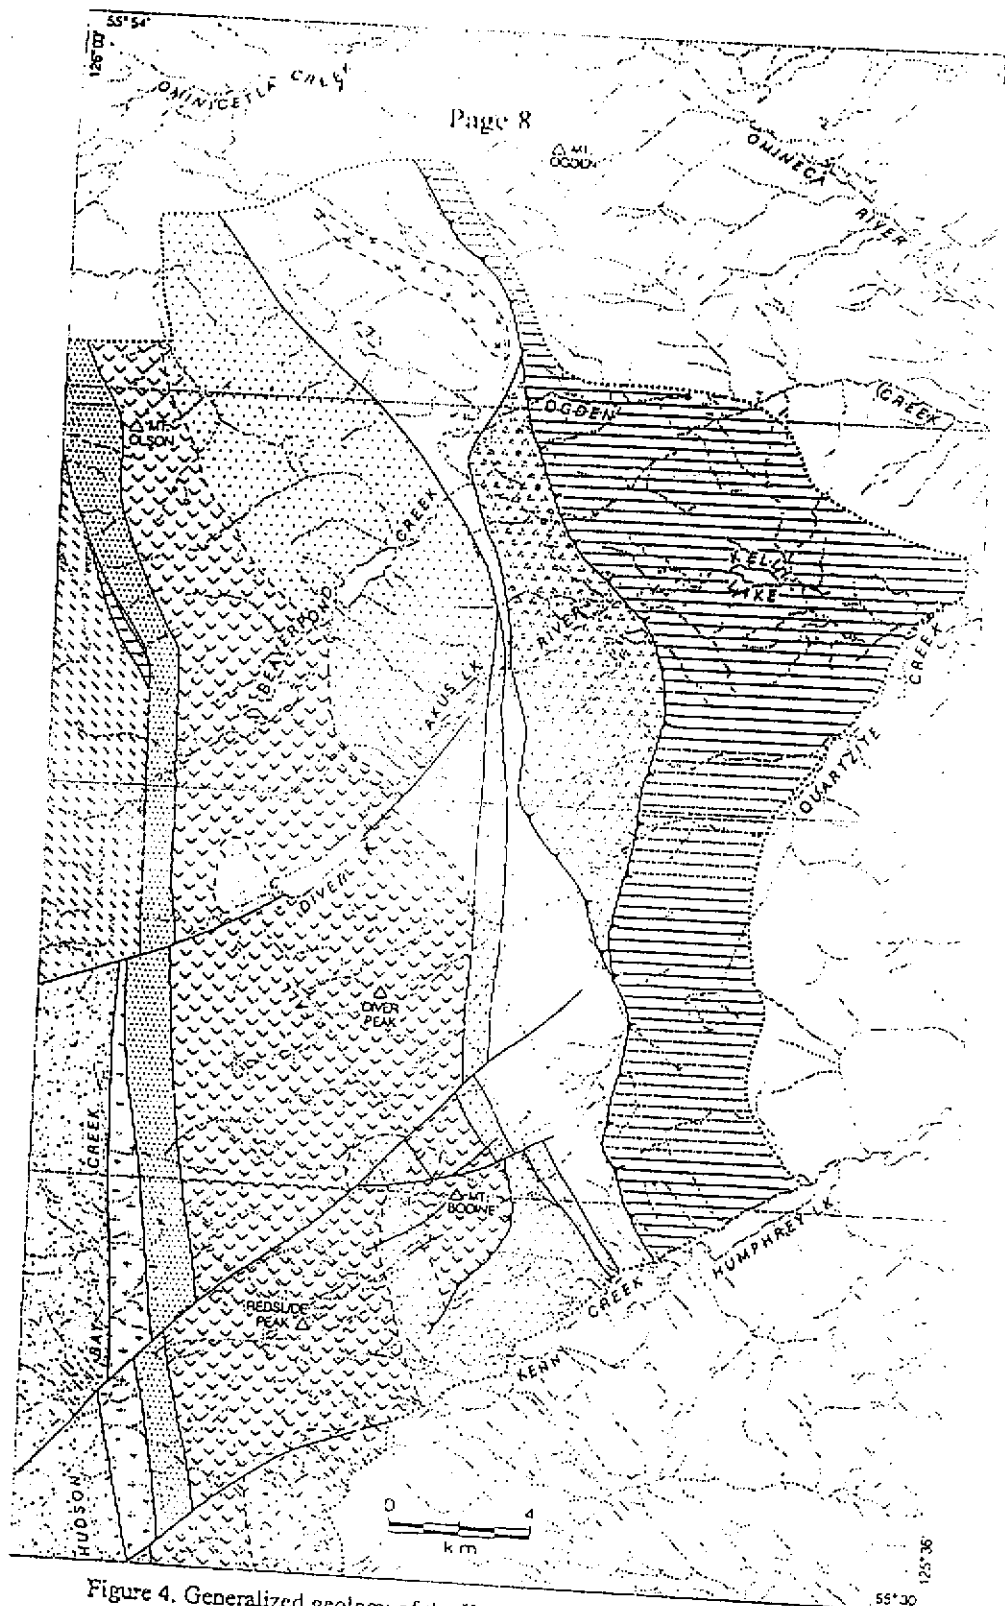 55° 54'
126° 00'
OMINICETLA CREEK
Page 8
MT.
OGDEN
OMINECA
RIVER
MT.
OLSON
OGDEN
CREEK
BEAVERPOND
CREEK
KELLY
LAKE
RIVER
AKUS LK
CREEK
QUARTZITE
DIVER LK
DIVER
PEAK
CREEK
MT.
BODINE
HUMPHREY LK
REDSLIDE
PEAK
CREEK
BAY
KENNY
HUDSON
0
4
km
125° 36'
55° 30'
Figure 4. Generalized geology of the